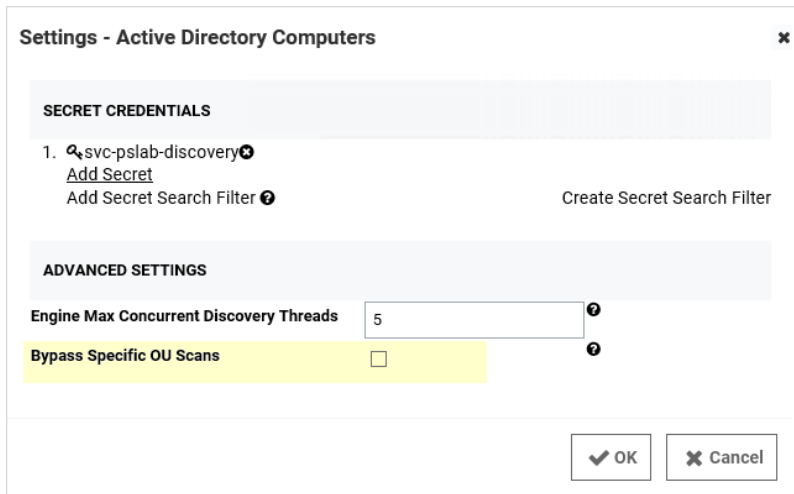 Settings - Active Directory Computers
SECRET CREDENTIALS
1. svc-pslab-discovery
Add Secret
Add Secret Search Filter
Create Secret Search Filter
ADVANCED SETTINGS
Engine Max Concurrent Discovery Threads 5
Bypass Specific OU Scans
OK Cancel